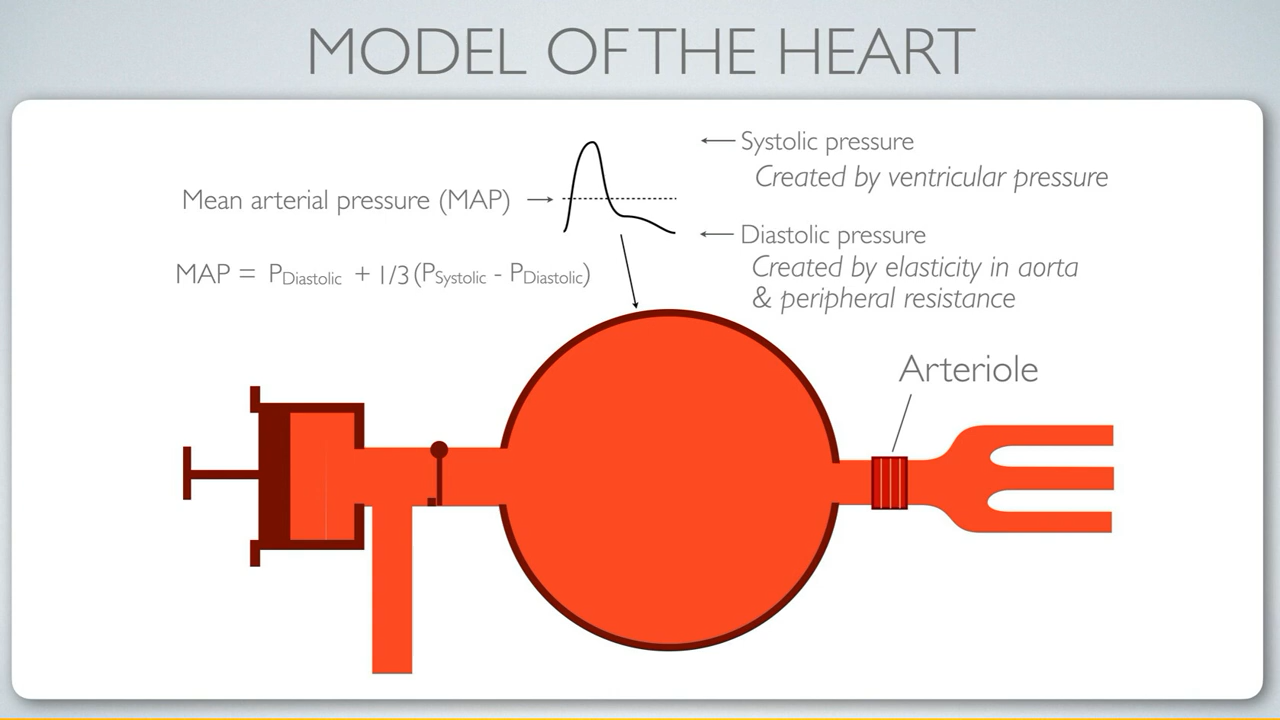 MODEL OF THE HEART
Systolic pressure
Created by ventricular pressure
Mean arterial pressure (MAP)
Diastolic pressure
Created by elasticity in aorta
& peripheral resistance
MAP = PDiastolic + 1/3 (PSystolic - PDiastolic)
Arteriole